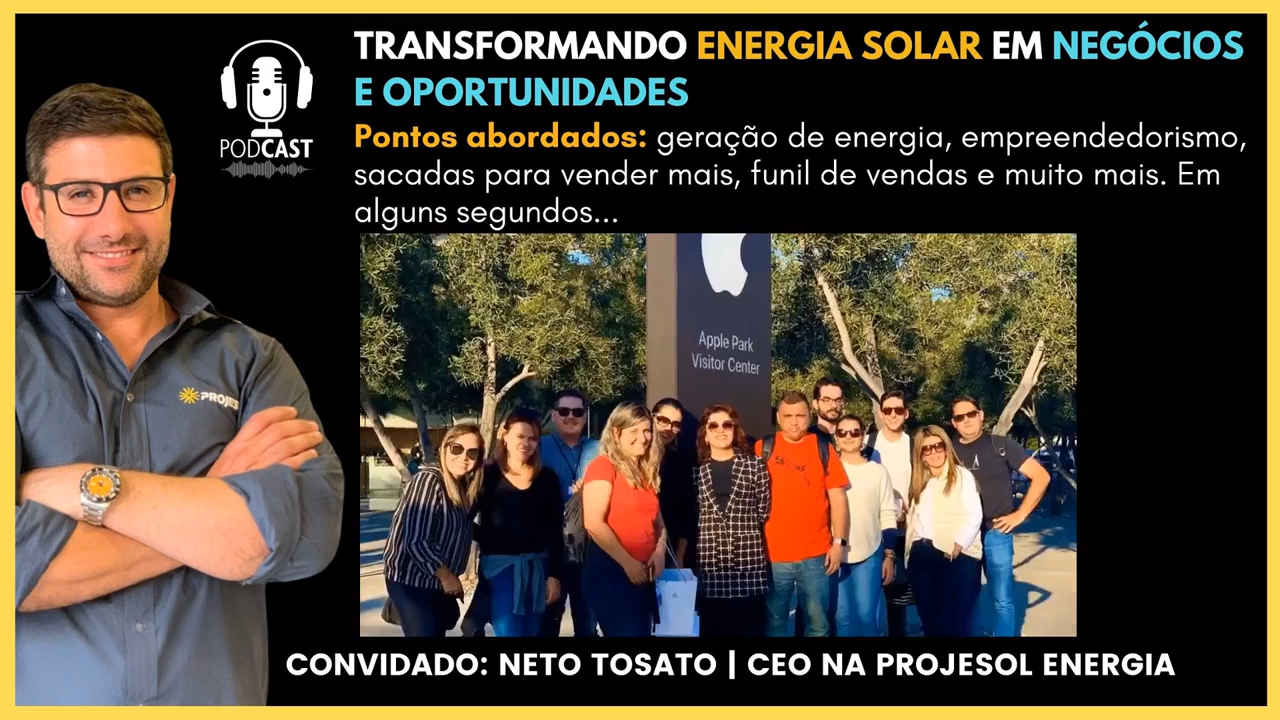 TRANSFORMANDO ENERGIA SOLAR EM NEGÓCIOS
E OPORTUNIDADES
PODCAST
Pontos abordados: geração de energia, empreendedorismo,
sacadas para vender mais, funil de vendas e muito mais. Em
alguns segundos...
Apple Park
Visitor Center
CONVIDADO: NETO TOSATO | CEO NA PROJESOL ENERGIA